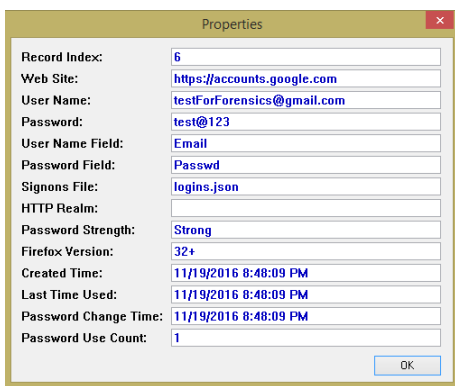 Properties
Record Index: 6
Web Site: https://accounts.google.com
User Name: testForForensics@gmail.com
Password: test@123
User Name Field: Email
Password Field: Passwd
Signons File: logins.json
HTTP Realm:
Password Strength: Strong
Firefox Version: 32+
Created Time: 11/19/2016 8:48:09 PM
Last Time Used: 11/19/2016 8:48:09 PM
Password Change Time: 11/19/2016 8:48:09 PM
Password Use Count: 1
OK